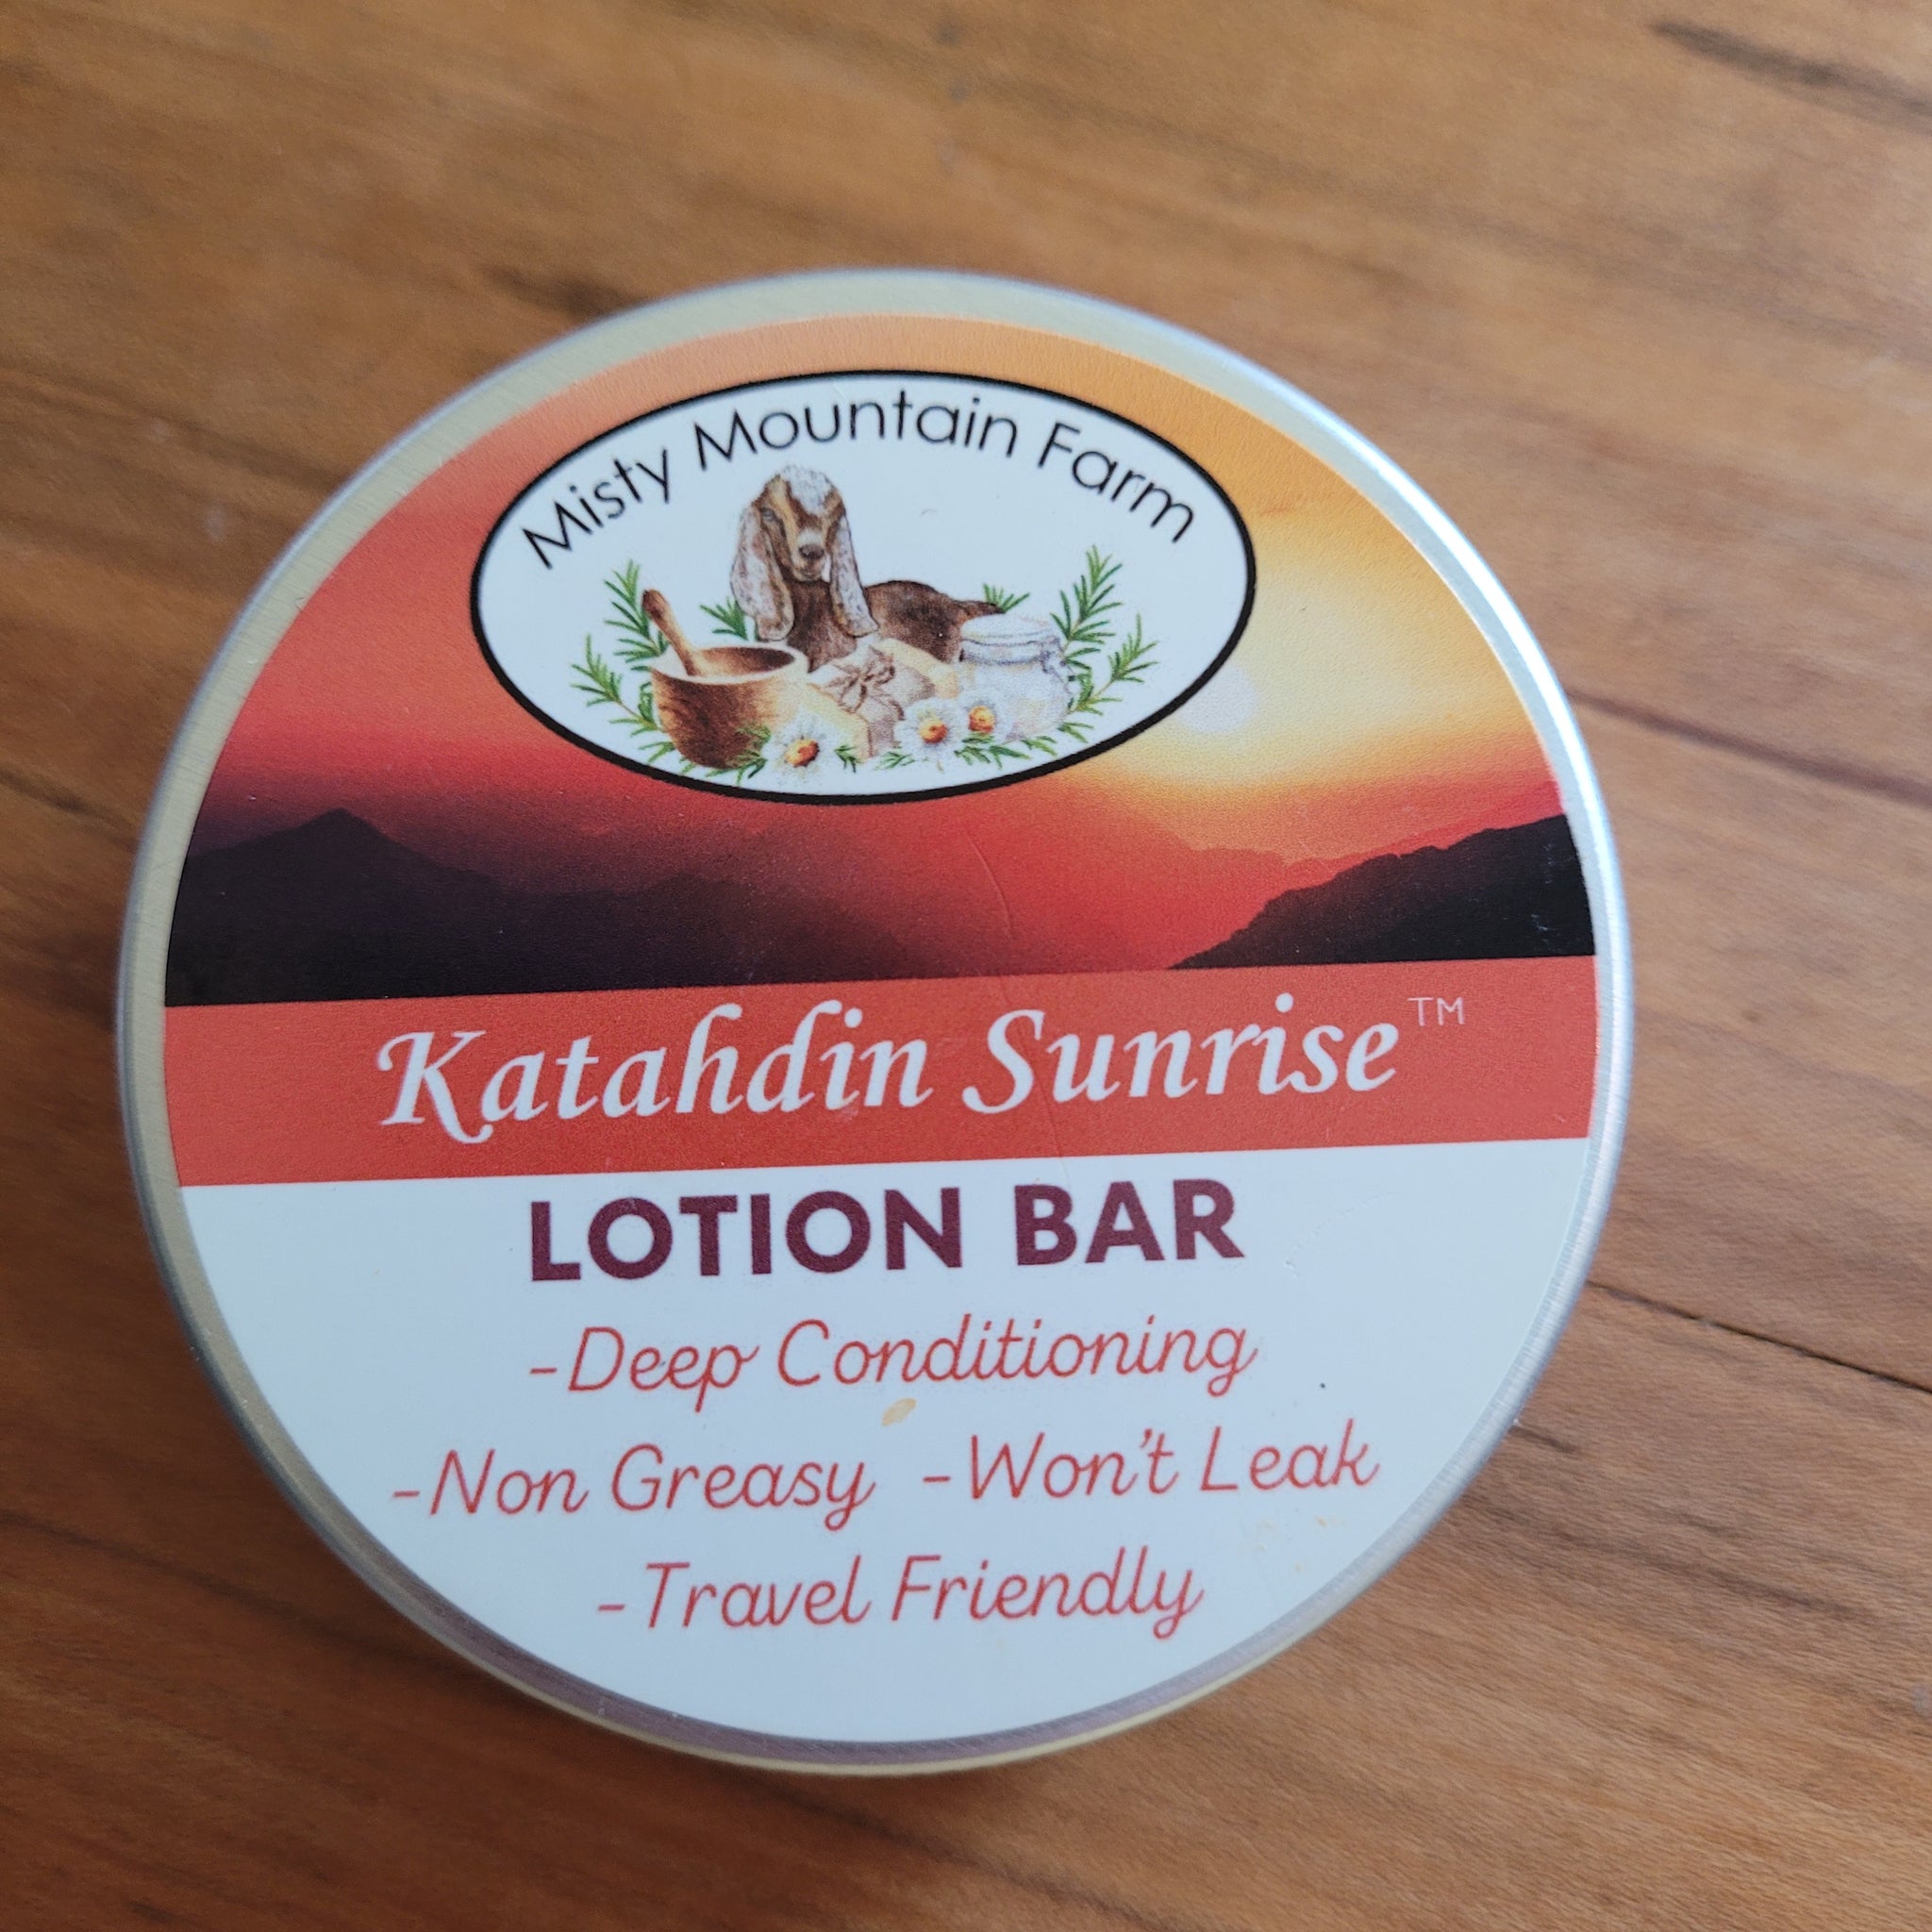 Misty Mountain Farm
Katahdin Sunrise™
LOTION BAR
-Deep Conditioning
-Non Greasy -Won't Leak
-Travel Friendly